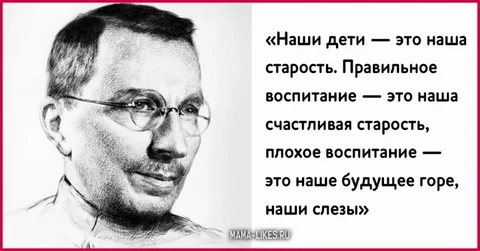 «Наши дети — это наша
старость. Правильное
воспитание — это наша
счастливая старость,
плохое воспитание —
это наше будущее горе,
наши слезы»
MAMA-LIKES.RU